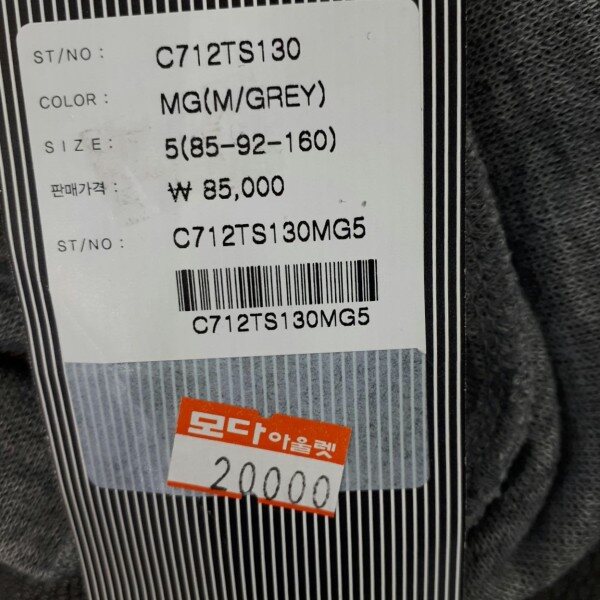 ST/NO : C712TS130
COLOR : MG(M/GREY)
SIZE : 5(85-92-160)
판매가격 : ₩ 85,000
ST/NO : C712TS130MG5
C712TS130MG5
모다아울렛
20000